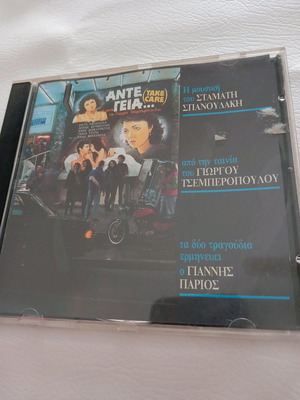 ΑΝΤΕ
ΓΕΙΑ...
(TAKE
CARE)
Η μουσική
του ΣΤΑΜΑΤΗ
ΣΠΑΝΟΥΔΑΚΗ
από την ταινία
του ΓΙΩΡΓΟΥ
ΤΣΕΜΠΕΡΟΠΟΥΛΟΥ
τα δύο τραγούδια
ερμηνεύει
ο ΓΙΑΝΝΗΣ
ΠΑΡΙΟΣ